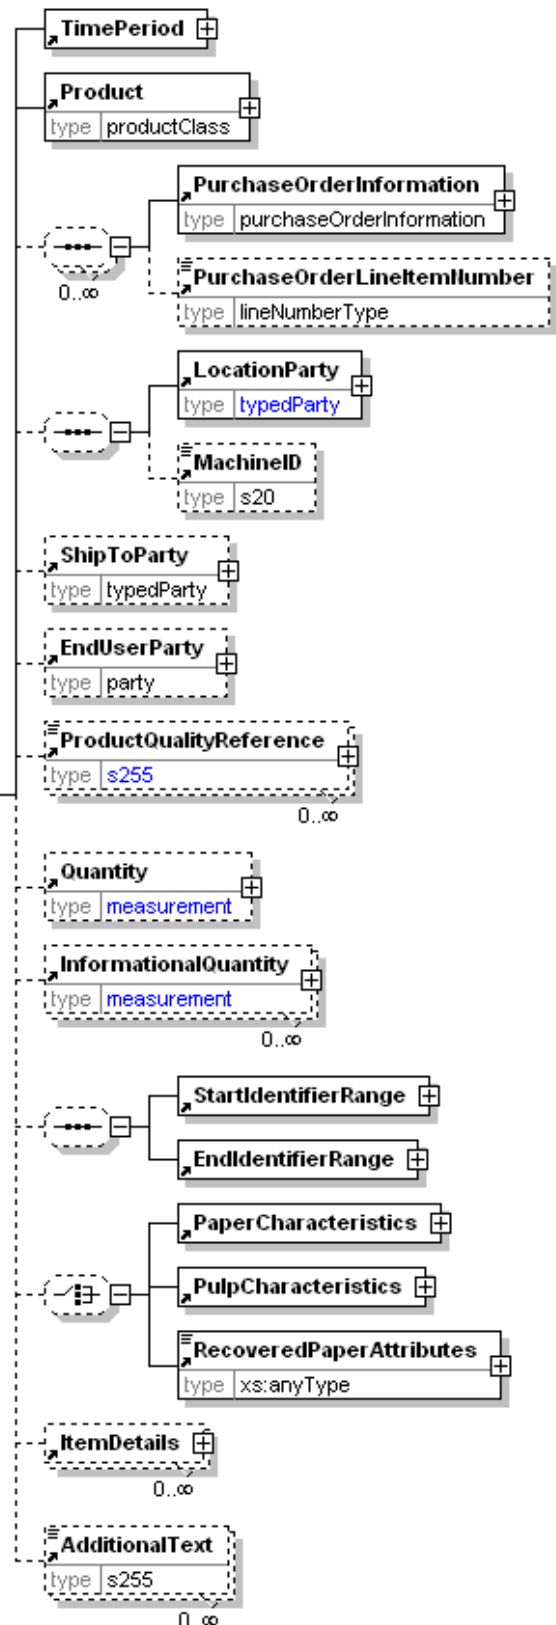 TimePeriod
Product
type productClass
PurchaseOrderInformation
type purchaseOrderInformation
0..∞
PurchaseOrderLineItemNumber
type lineNumberType
LocationParty
type typedParty
MachineID
type s20
ShipToParty
type typedParty
EndUserParty
type party
ProductQualityReference
type s255
0..∞
Quantity
type measurement
InformationalQuantity
type measurement
0..∞
StartIdentifierRange
EndIdentifierRange
PaperCharacteristics
PulpCharacteristics
RecoveredPaperAttributes
type xs:anyType
ItemDetails
0..∞
AdditionalText
type s255
0..∞